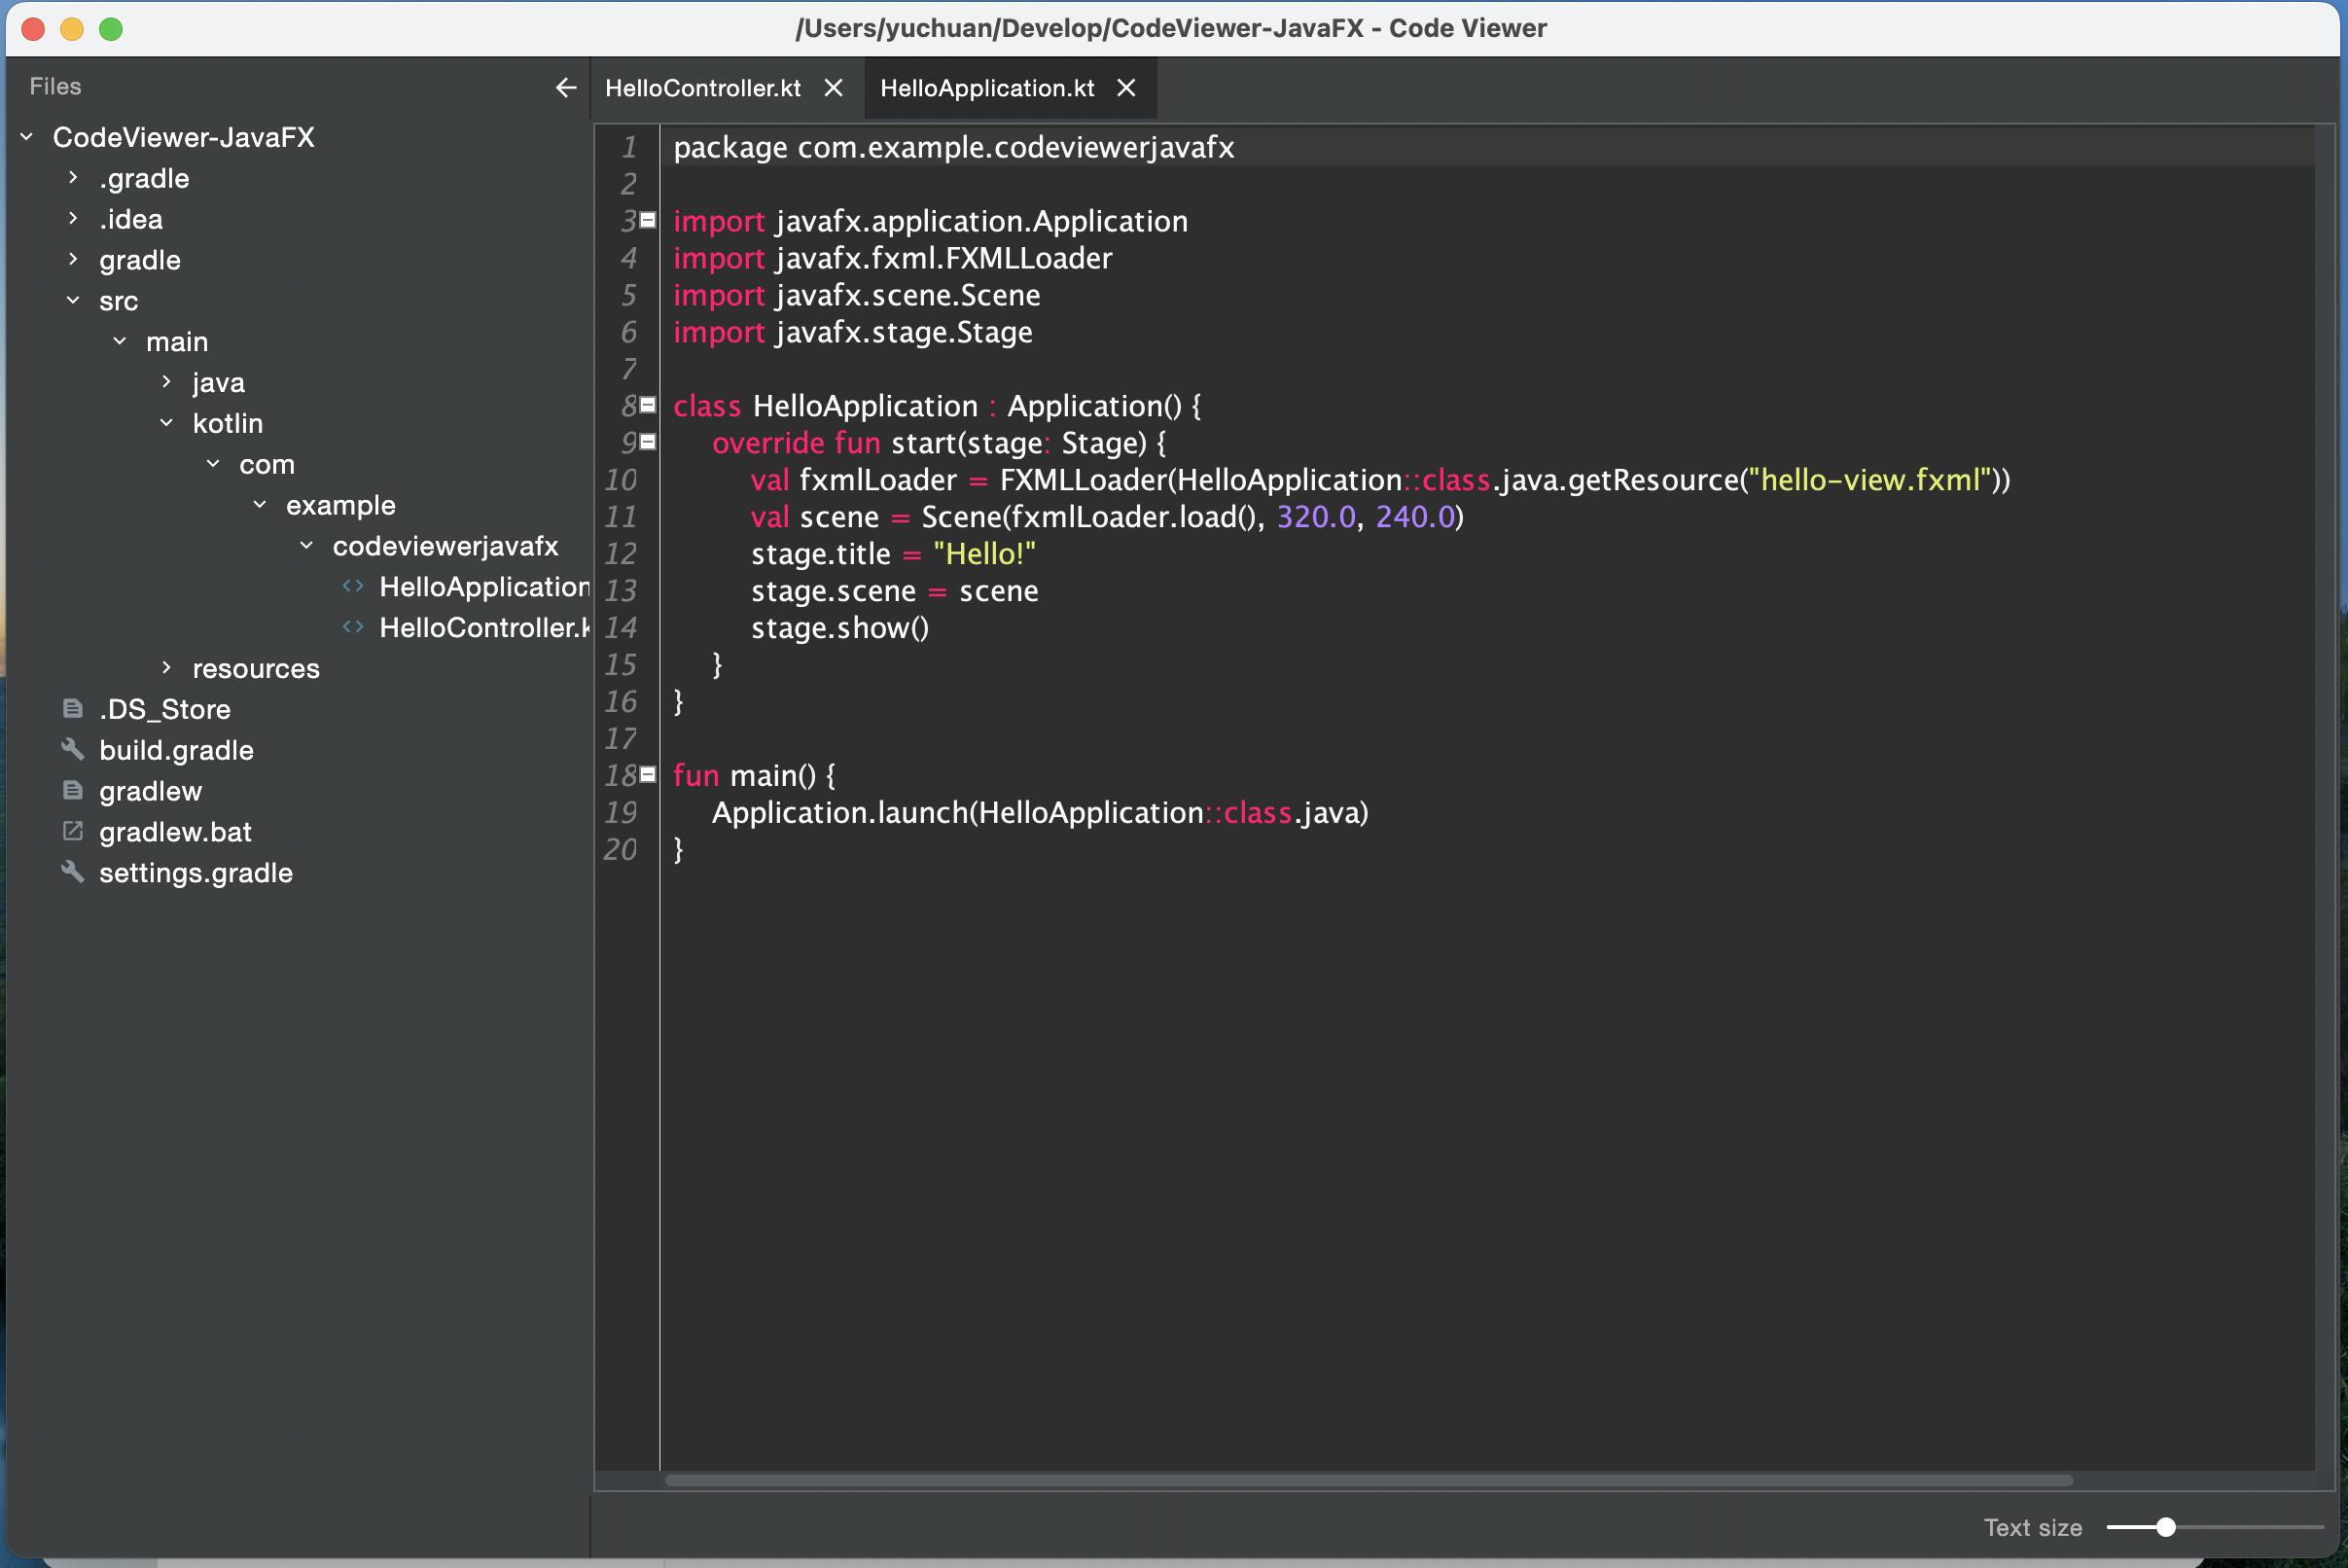 /Users/yuchuan/Develop/CodeViewer-JavaFX - Code Viewer
Files
CodeViewer-JavaFX
.gradle
.idea
gradle
src
main
java
kotlin
com
example
codeviewerjavafx
HelloApplication
HelloController.k
resources
.DS_Store
build.gradle
gradlew
gradlew.bat
settings.gradle
HelloController.kt
HelloApplication.kt
1 package com.example.codeviewerjavafx
2
3 import javafx.application.Application
4 import javafx.fxml.FXMLLoader
5 import javafx.scene.Scene
6 import javafx.stage.Stage
7
8 class HelloApplication : Application() {
9 override fun start(stage: Stage) {
10 val fxmlLoader = FXMLLoader(HelloApplication::class.java.getResource("hello-view.fxml"))
11 val scene = Scene(fxmlLoader.load(), 320.0, 240.0)
12 stage.title = "Hello!"
13 stage.scene = scene
14 stage.show()
15 }
16 }
17
18 fun main() {
19 Application.launch(HelloApplication::class.java)
20 }
Text size